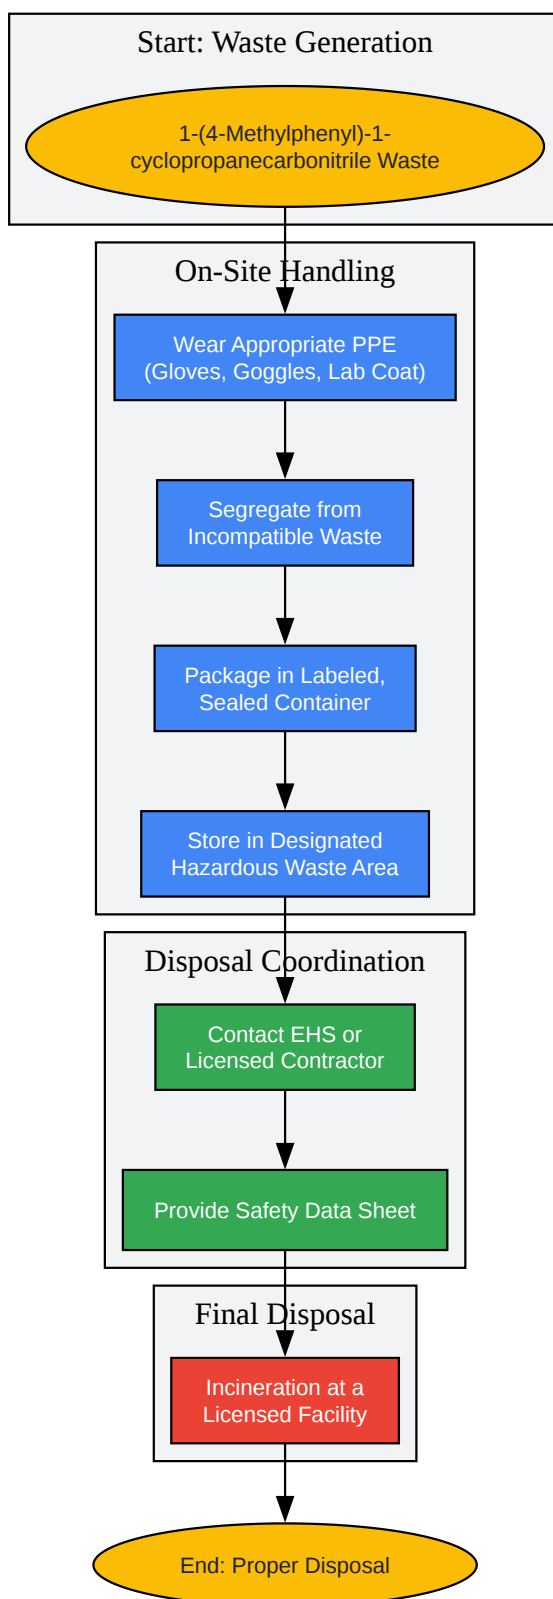 Start: Waste Generation
1-(4-Methylphenyl)-1-
cyclopropanecarbonitrile Waste
On-Site Handling
Wear Appropriate PPE
(Gloves, Goggles, Lab Coat)
Segregate from
Incompatible Waste
Package in Labeled,
Sealed Container
Store in Designated
Hazardous Waste Area
Disposal Coordination
Contact EHS or
Licensed Contractor
Provide Safety Data Sheet
Final Disposal
Incineration at a
Licensed Facility
End: Proper Disposal